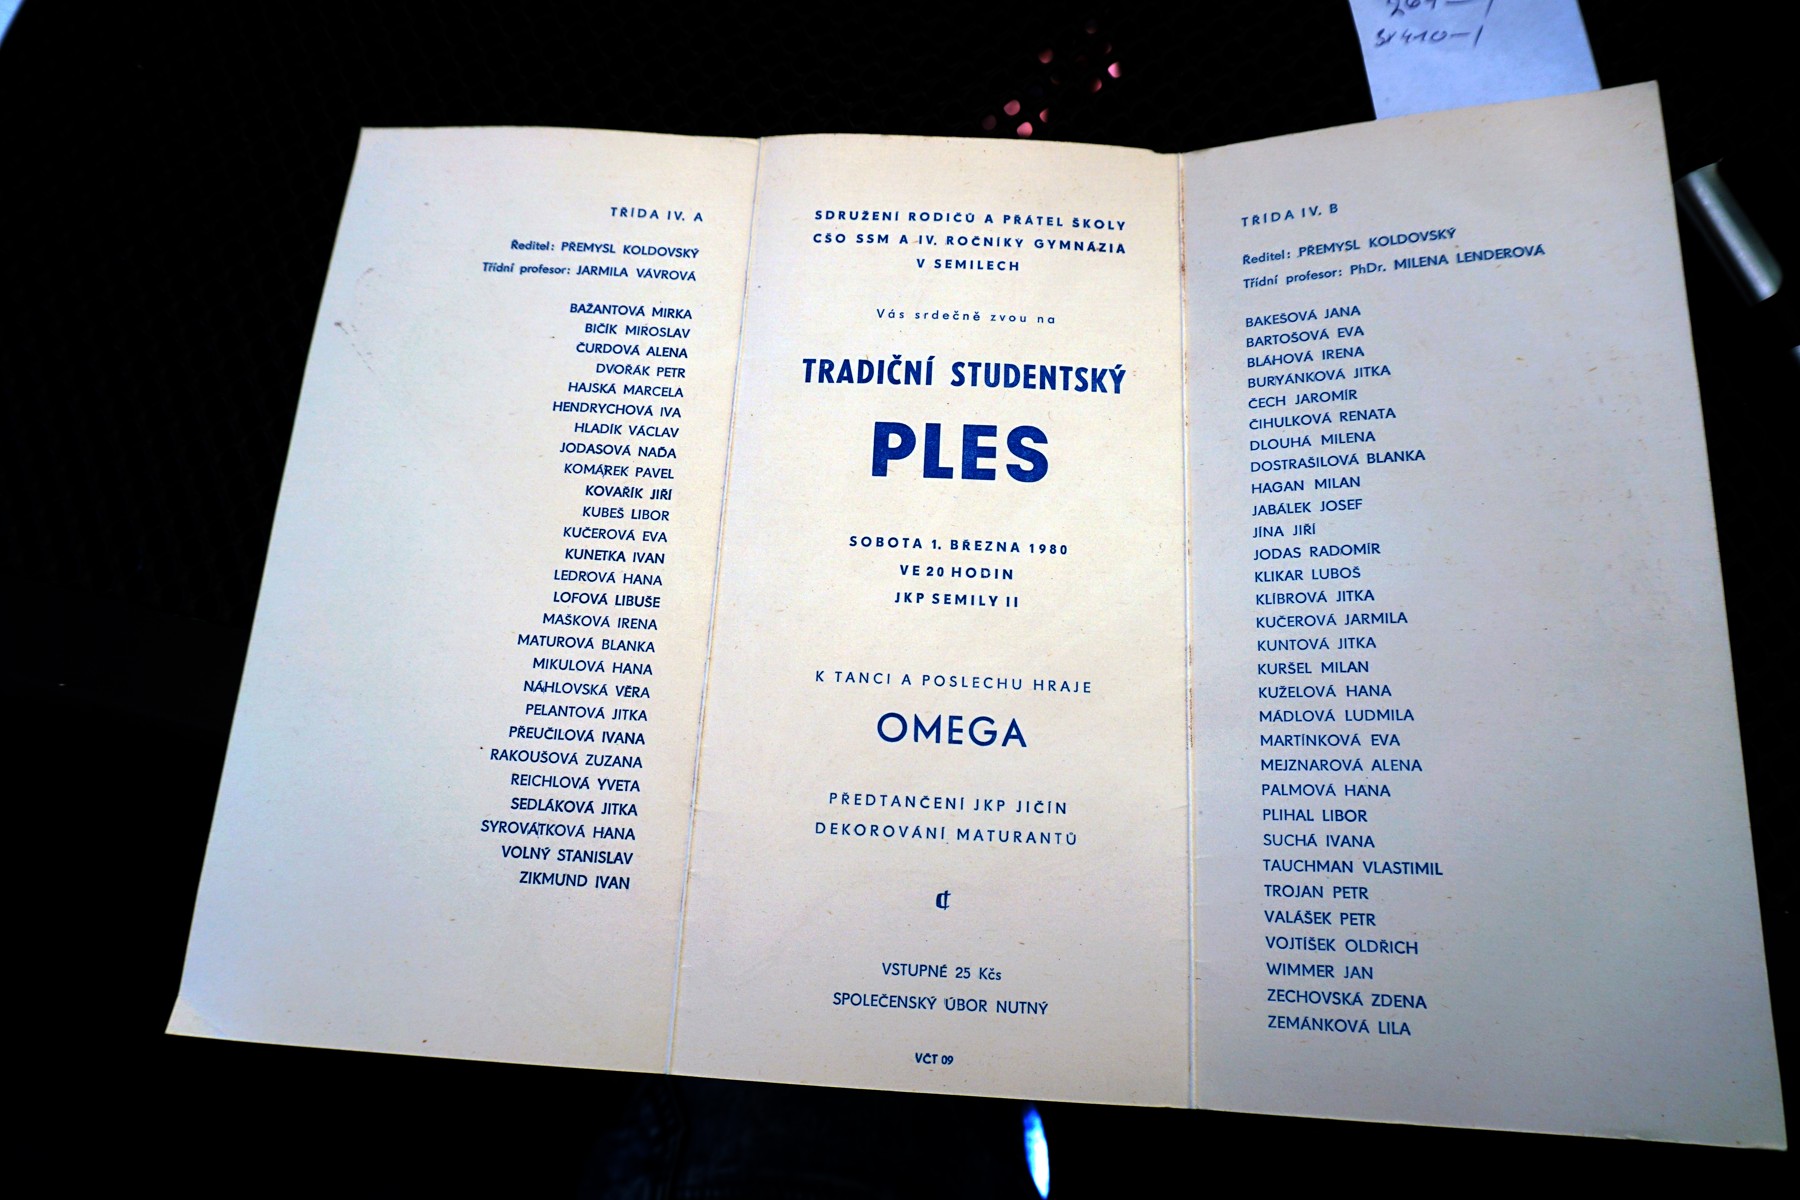 TŘÍDA IV. A
Ředitel: PŘEMYSL KOLDOVSKÝ
Třídní profesor: JARMILA VÁVROVÁ
BAŽANTOVÁ MIRKA
BIČÍK MIROSLAV
ČURDOVÁ ALENA
DVOŘÁK PETR
HAJSKÁ MARCELA
HENDRYCHOVÁ IVA
HLADÍK VÁCLAV
JODASOVÁ NAĎA
KOMÁREK PAVEL
KOVAŘÍK JIŘÍ
KUBEŠ LIBOR
KUČEROVÁ EVA
KUNETKA IVAN
LEDROVÁ HANA
LOFOVÁ LIBUŠE
MAŠKOVÁ IRENA
MATUROVÁ BLANKA
MIKULOVÁ HANA
NÁHLOVSKÁ VĚRA
PELANTOVÁ JITKA
PŘEUČILOVÁ IVANA
RAKOUŠOVÁ ZUZANA
REICHLOVÁ YVETA
SEDLÁKOVÁ JITKA
SYROVÁTKOVÁ HANA
VOLNÝ STANISLAV
ZIKMUND IVAN
SDRUŽENÍ RODIČŮ A PŘÁTEL ŠKOLY
CŠO SSM A IV. ROČNÍKY GYMNÁZIA
V SEMILECH
Vás srdečně zvou na
TRADIČNÍ STUDENTSKÝ
PLES
SOBOTA 1. BŘEZNA 1980
VE 20 HODIN
JKP SEMILY II
K TANCI A POSLECHU HRAJE
OMEGA
PŘEDTANČENÍ JKP JIČÍN
DEKOROVÁNÍ MATURANTŮ
VSTUPNÉ 25 Kčs
SPOLEČENSKÝ ÚBOR NUTNÝ
VČT 09
TŘÍDA IV. B
Ředitel: PŘEMYSL KOLDOVSKÝ
Třídní profesor: PhDr. MILENA LENDEROVÁ
BAKEŠOVÁ JANA
BARTOŠOVÁ EVA
BLÁHOVÁ IRENA
BURYÁNKOVÁ JITKA
ČECH JAROMÍR
ČIHULKOVÁ RENATA
DLOUHÁ MILENA
DOSTRAŠILOVÁ BLANKA
HAGAN MILAN
JABÁLEK JOSEF
JÍNA JIŘÍ
JODAS RADOMÍR
KLIKAR LUBOŠ
KLÍBROVÁ JITKA
KUČEROVÁ JARMILA
KUNTOVÁ JITKA
KURŠEL MILAN
KUŽELOVÁ HANA
MÁDLOVÁ LUDMILA
MARTÍNKOVÁ EVA
MEJZNAROVÁ ALENA
PALMOVÁ HANA
PLÍHAL LIBOR
SUCHÁ IVANA
TAUCHMAN VLASTIMIL
TROJAN PETR
VALÁŠEK PETR
VOJTÍŠEK OLDŘICH
WIMMER JAN
ZECHOVSKÁ ZDENA
ZEMÁNKOVÁ LILA